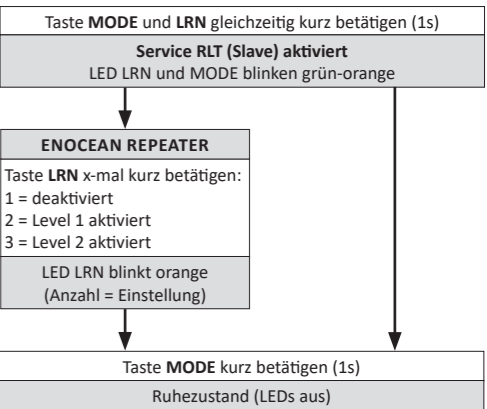 Taste MODE und LRN gleichzeitig kurz betätigen (1s)
Service RLT (Slave) aktiviert
LED LRN und MODE blinken grün-orange
ENOCEAN REPEATER
Taste LRN x-mal kurz betätigen:
1 = deaktiviert
2 = Level 1 aktiviert
3 = Level 2 aktiviert
LED LRN blinkt orange
(Anzahl = Einstellung)
Taste MODE kurz betätigen (1s)
Ruhezustand (LEDs aus)